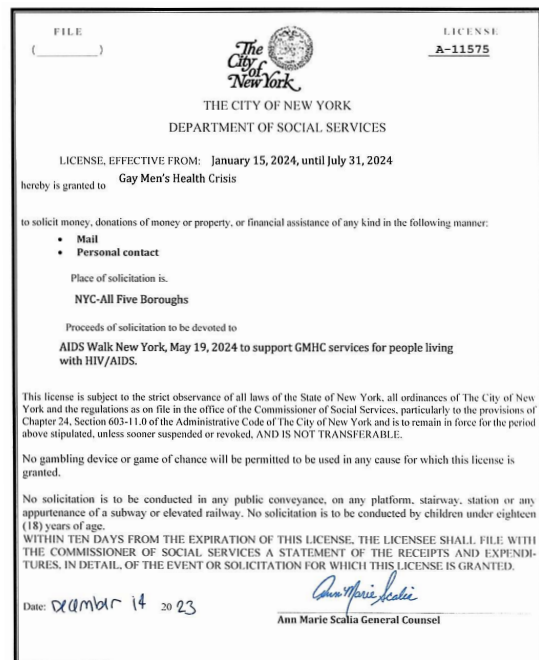 FILE
(            )
LICENSE
A-11575
The
City
of
New York
THE CITY OF NEW YORK
DEPARTMENT OF SOCIAL SERVICES
LICENSE, EFFECTIVE FROM: January 15, 2024, until July 31, 2024
hereby is granted to Gay Men's Health Crisis
to solicit money, donations of money or property, or financial assistance of any kind in the following manner:
• Mail
• Personal contact
Place of solicitation is.
NYC-All Five Boroughs
Proceeds of solicitation to be devoted to
AIDS Walk New York, May 19, 2024 to support GMHC services for people living
with HIV/AIDS.
This license is subject to the strict observance of all laws of the State of New York, all ordinances of The City of New
York and the regulations as on file in the office of the Commissioner of Social Services, particularly to the provisions of
Chapter 24, Section 603-11.0 of the Administrative Code of The City of New York and is to remain in force for the period
above stipulated, unless sooner suspended or revoked, AND IS NOT TRANSFERABLE.
No gambling device or game of chance will be permitted to be used in any cause for which this license is
granted.
No solicitation is to be conducted in any public conveyance, on any platform, stairway, station or any
appurtenance of a subway or elevated railway. No solicitation is to be conducted by children under eighteen
(18) years of age.
WITHIN TEN DAYS FROM THE EXPIRATION OF THIS LICENSE, THE LICENSEE SHALL FILE WITH
THE COMMISSIONER OF SOCIAL SERVICES A STATEMENT OF THE RECEIPTS AND EXPENDI-
TURES, IN DETAIL, OF THE EVENT OR SOLICITATION FOR WHICH THIS LICENSE IS GRANTED.
Ann Marie Scalia
Date: December 14 2023
Ann Marie Scalia General Counsel